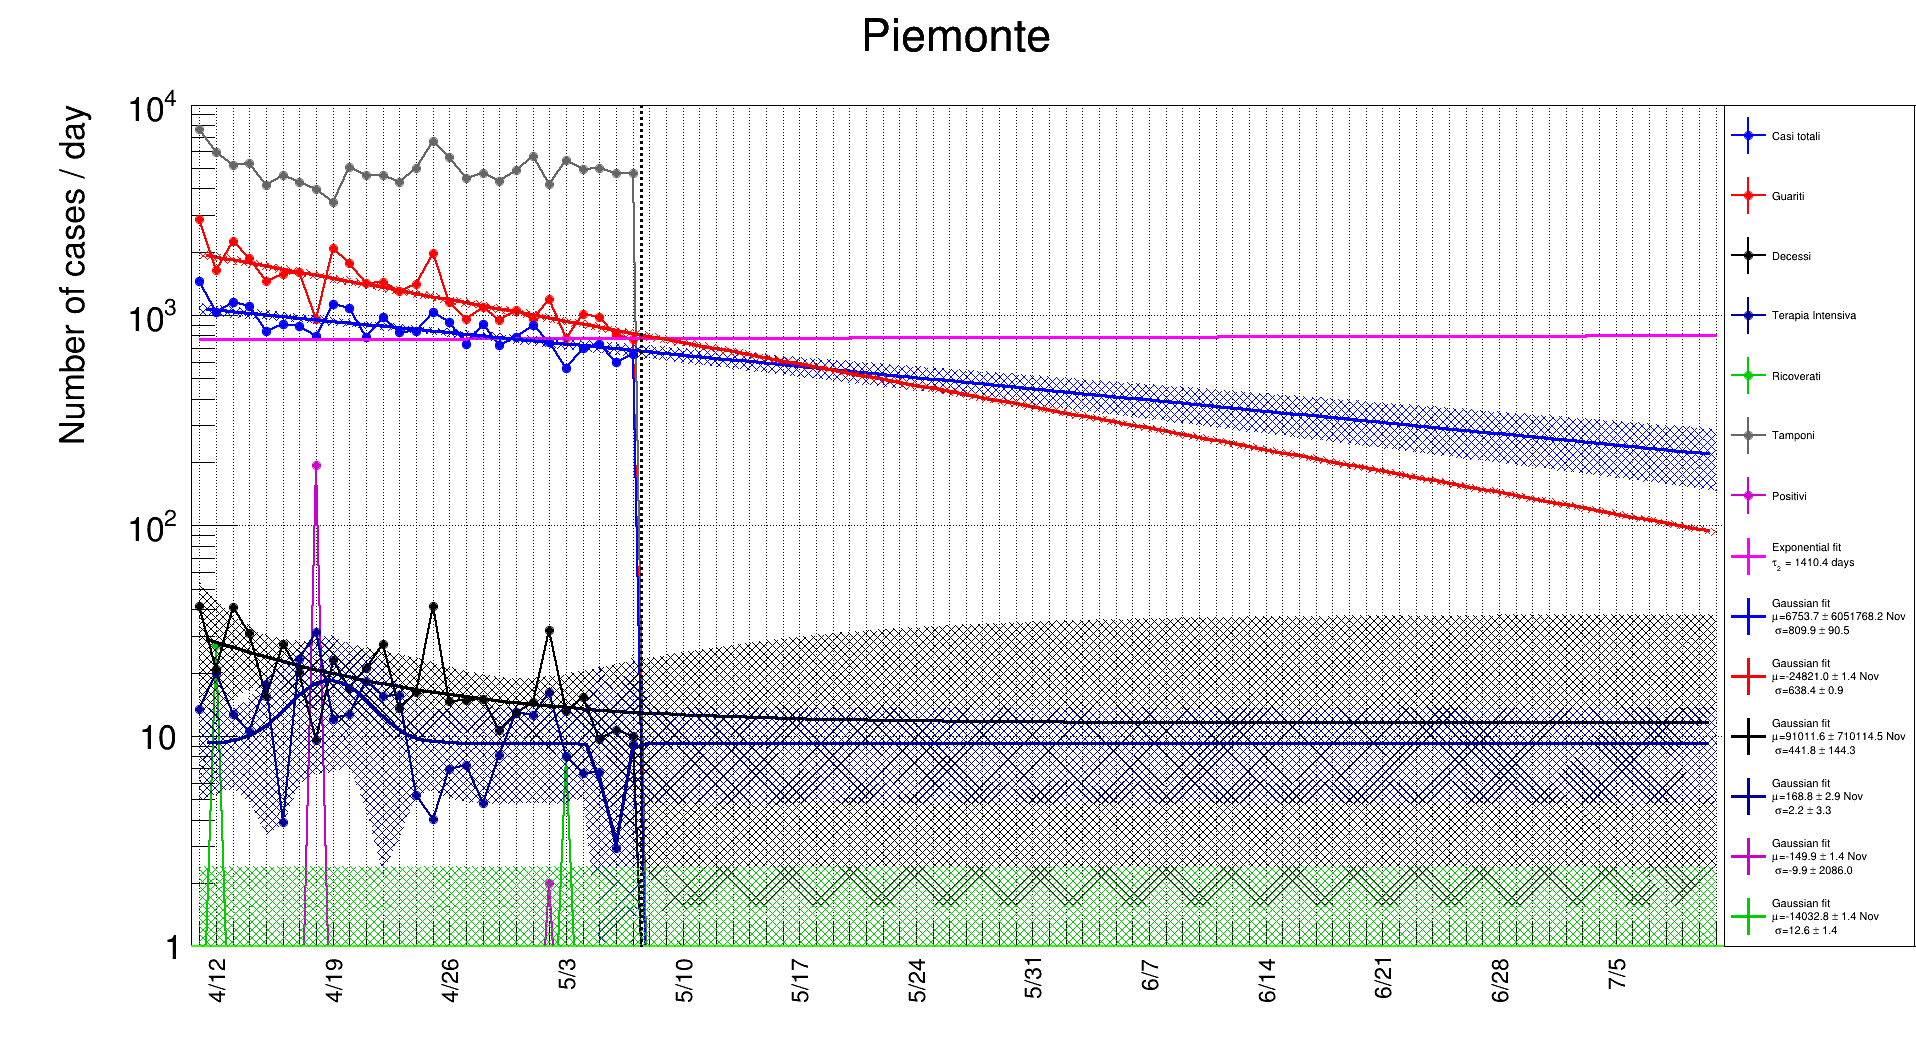 Piemonte
Number of cases / day
10⁴
10³
10²
10
1
4/12
4/19
4/26
5/3
5/10
5/17
5/24
5/31
6/7
6/14
6/21
6/28
7/5
Casi totali
Guariti
Decessi
Terapia Intensiva
Ricoverati
Tamponi
Positivi
Exponential fit
τ₂ = 1410.4 days
Gaussian fit
μ=6753.7 ± 6051768.2 Nov
σ=809.9 ± 90.5
Gaussian fit
μ=-24821.0 ± 1.4 Nov
σ=638.4 ± 0.9
Gaussian fit
μ=91011.6 ± 710114.5 Nov
σ=441.8 ± 144.3
Gaussian fit
μ=168.8 ± 2.9 Nov
σ=2.2 ± 3.3
Gaussian fit
μ=-149.9 ± 1.4 Nov
σ=-9.9 ± 2086.0
Gaussian fit
μ=-14032.8 ± 1.4 Nov
σ=12.6 ± 1.4